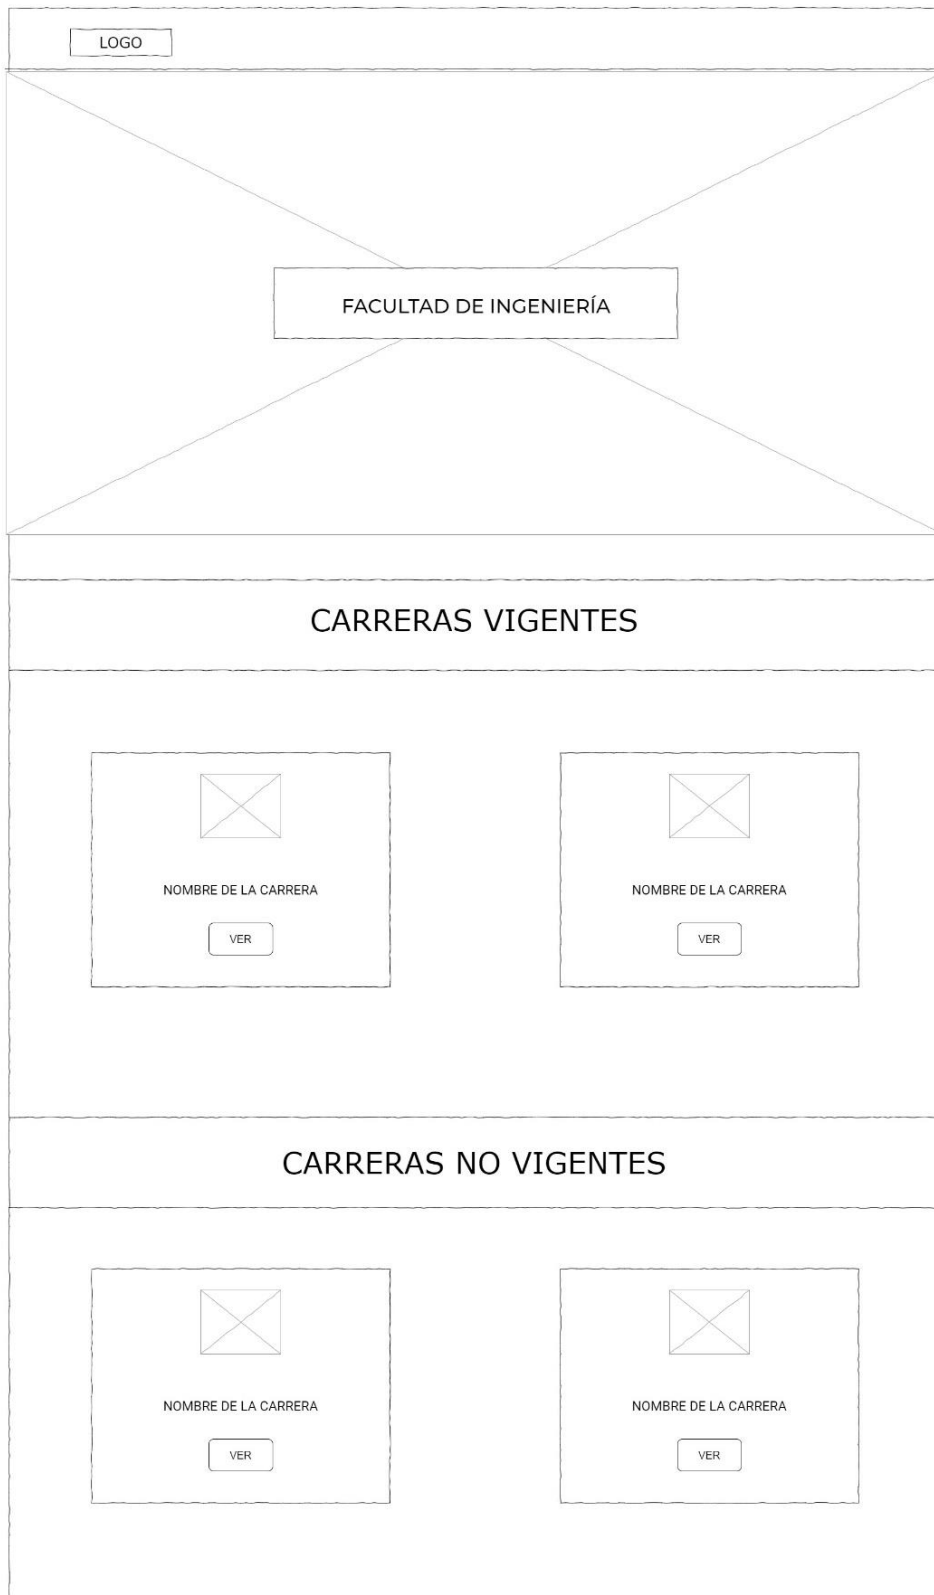 LOGO
FACULTAD DE INGENIERÍA
CARRERAS VIGENTES
NOMBRE DE LA CARRERA
VER
NOMBRE DE LA CARRERA
VER
CARRERAS NO VIGENTES
NOMBRE DE LA CARRERA
VER
NOMBRE DE LA CARRERA
VER